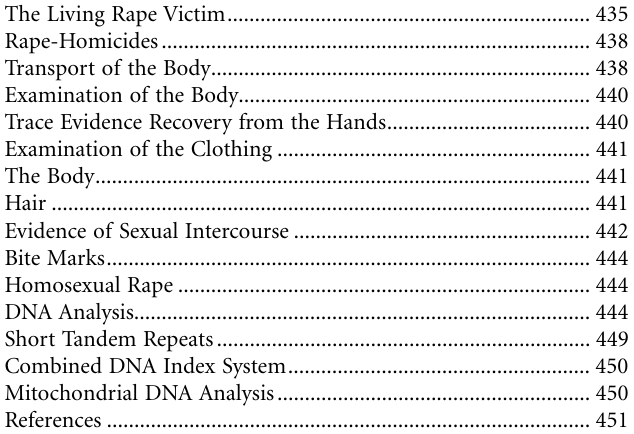 The Living Rape Victim.................................................................. 435
Rape-Homicides.............................................................................. 438
Transport of the Body..................................................................... 438
Examination of the Body................................................................ 440
Trace Evidence Recovery from the Hands...................................... 440
Examination of the Clothing ......................................................... 441
The Body......................................................................................... 441
Hair ................................................................................................. 441
Evidence of Sexual Intercourse ...................................................... 442
Bite Marks....................................................................................... 444
Homosexual Rape ........................................................................... 444
DNA Analysis.................................................................................. 444
Short Tandem Repeats.................................................................... 449
Combined DNA Index System....................................................... 450
Mitochondrial DNA Analysis......................................................... 450
References ....................................................................................... 451